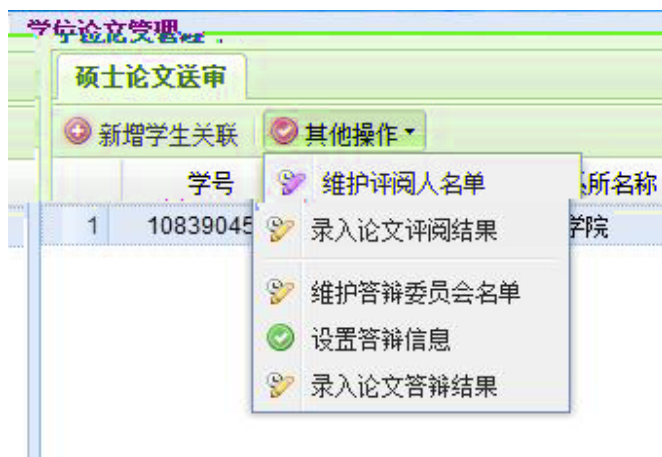 学位论文管理
硕士论文送审
新增学生关联 其他操作
学号 所名称
1 10839045 学院
维护评阅人名单
录入论文评阅结果
维护答辩委员会名单
设置答辩信息
录入论文答辩结果